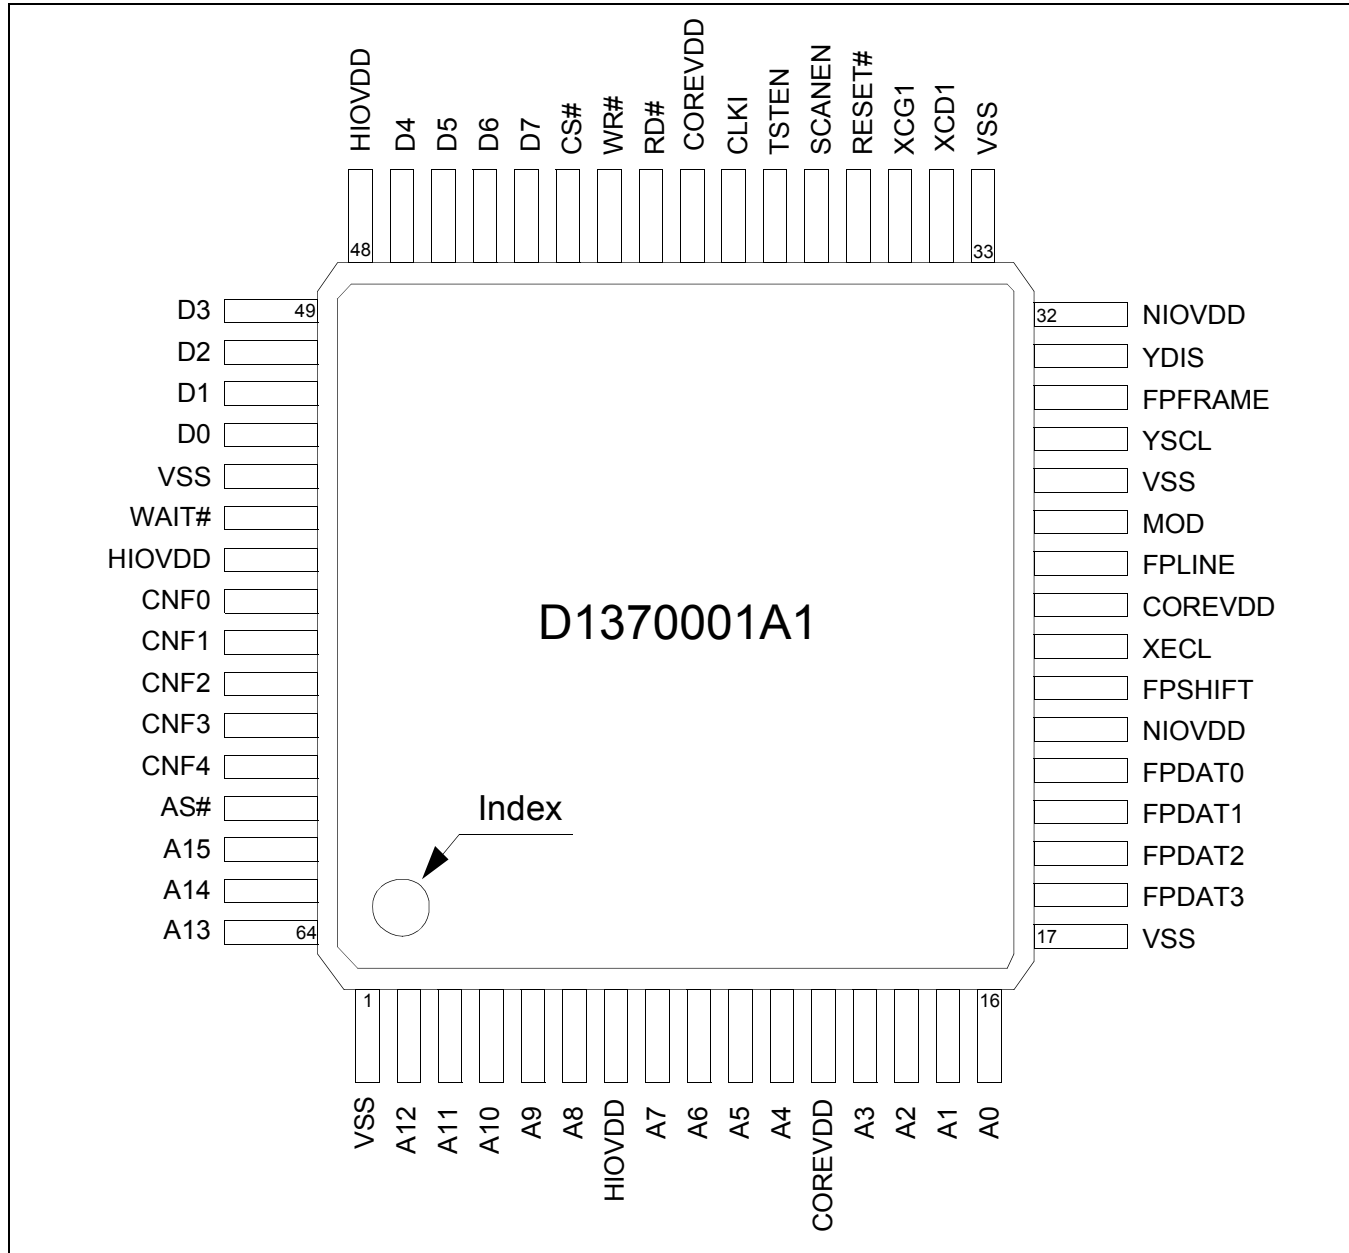 HIOVDD
D4
D5
D6
D7
CS#
WR#
RD#
COREVDD
CLKI
TSTEN
SCANEN
RESET#
XCG1
XCD1
VSS
48
33
D3
49
D2
D1
D0
VSS
WAIT#
HIOVDD
CNF0
CNF1
CNF2
CNF3
CNF4
AS#
A15
A14
A13
64
D1370001A1
Index
32
NIOVDD
YDIS
FPFRAME
YSCL
VSS
MOD
FPLINE
COREVDD
XECL
FPSHIFT
NIOVDD
FPDAT0
FPDAT1
FPDAT2
FPDAT3
17
VSS
1
16
VSS
A12
A11
A10
A9
A8
HIOVDD
A7
A6
A5
A4
COREVDD
A3
A2
A1
A0